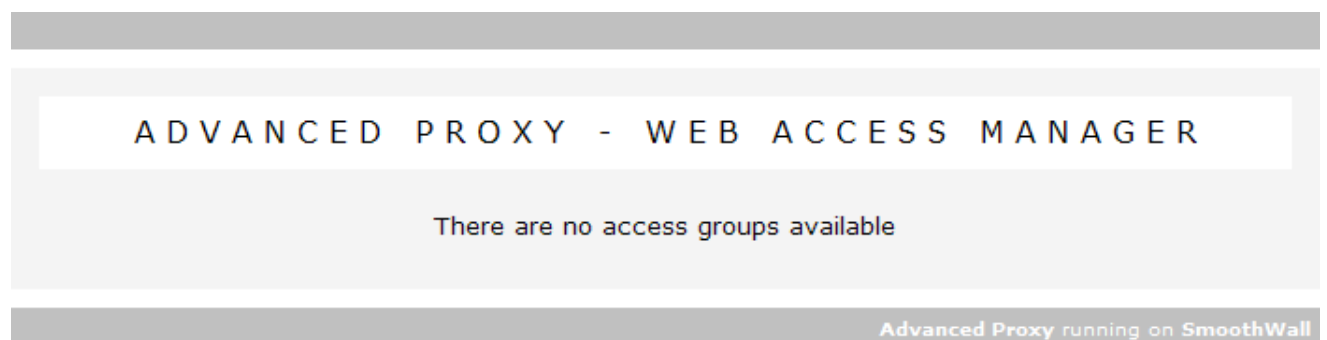 ADVANCED PROXY - WEB ACCESS MANAGER
There are no access groups available
Advanced Proxy running on SmoothWall